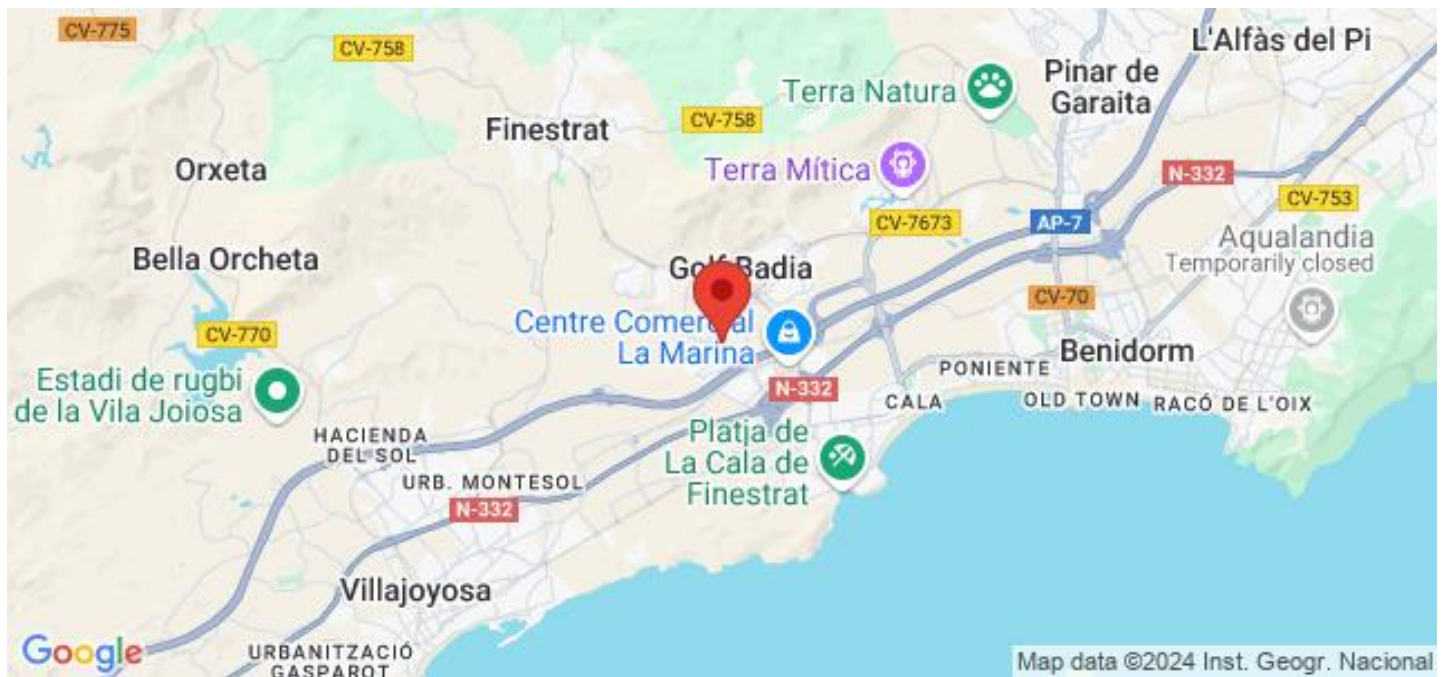 CV-775
CV-758
L'Alfàs del Pi
Pinar de
Garaita
Terra Natura
Finestrat
CV-758
Orxeta
Terra Mítica
N-332
CV-753
CV-7673
AP-7
Aqualandia
Temporarily closed
Bella Orcheta
Golf Badia
CV-70
Centre Comercial
La Marina
CV-770
Benidorm
PONIENTE
Estadi de rugbi
de la Vila Joiosa
N-332
CALA
OLD TOWN
RACÓ DE L'OIX
HACIENDA
DEL SOL
Platja de
La Cala de
Finestrat
URB. MONTESOL
N-332
Villajoyosa
URBANITZACIÓ
GASPAROT
Google
Map data ©2024 Inst. Geogr. Nacional